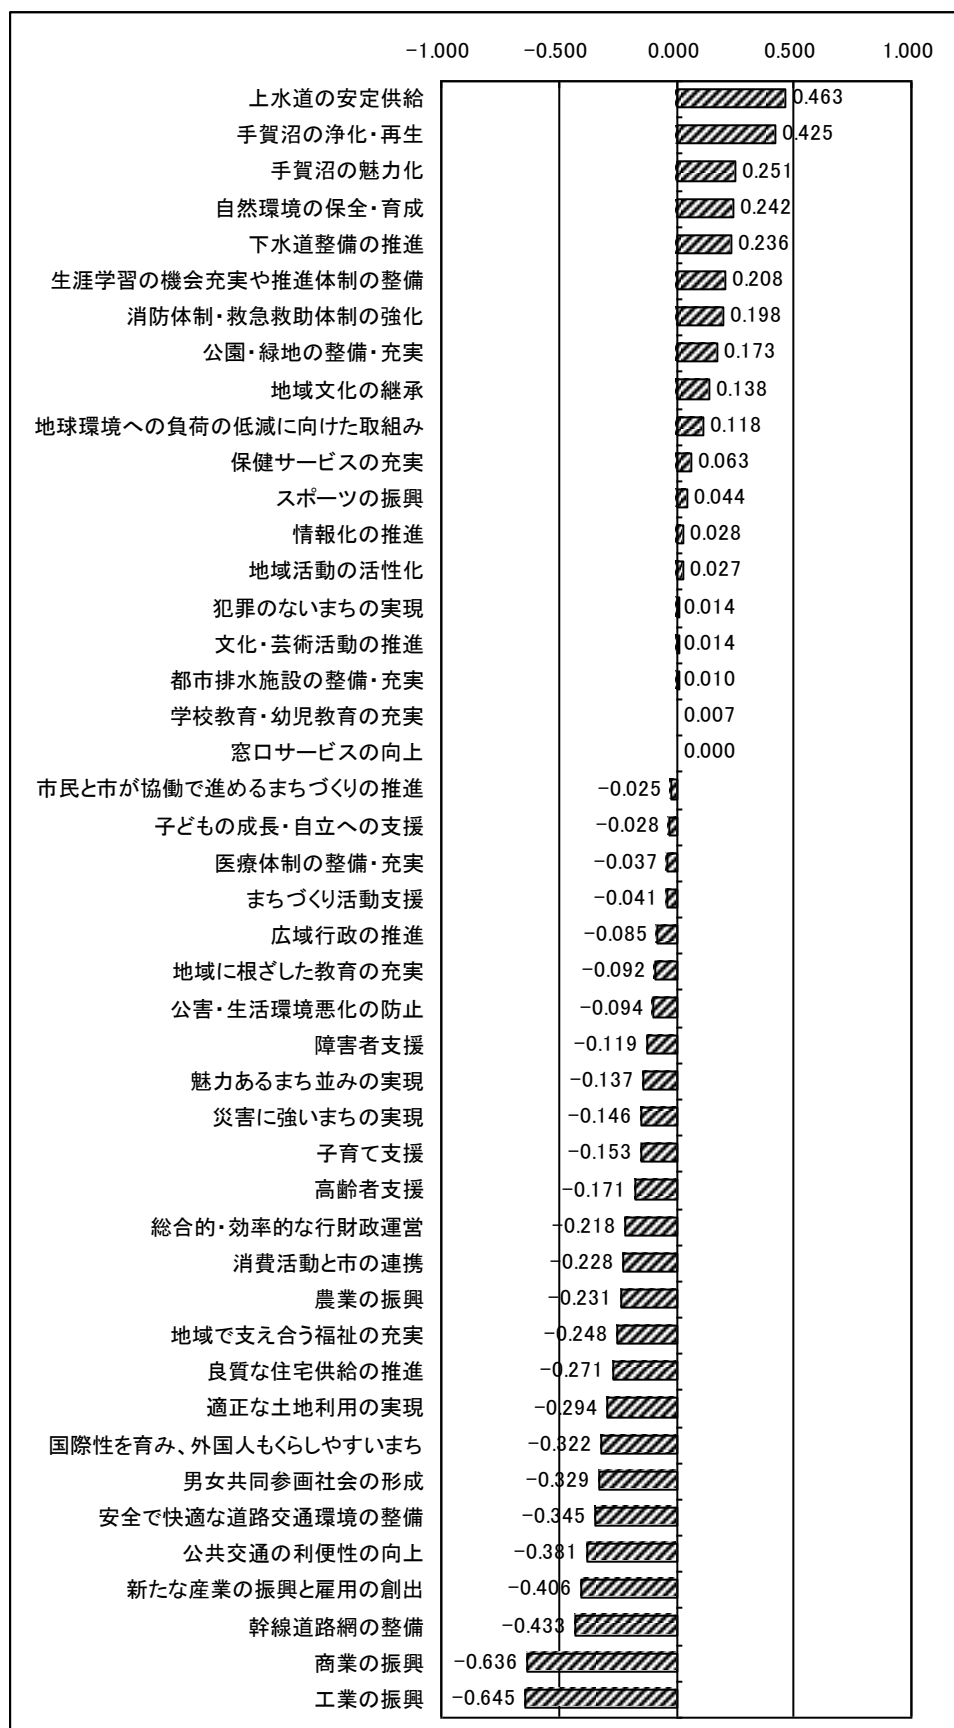 -1.000 -0.500 0.000 0.500 1.000
上水道の安定供給 0.463
手賀沼の浄化・再生 0.425
手賀沼の魅力化 0.251
自然環境の保全・育成 0.242
下水道整備の推進 0.236
生涯学習の機会充実や推進体制の整備 0.208
消防体制・救急救助体制の強化 0.198
公園・緑地の整備・充実 0.173
地域文化の継承 0.138
地球環境への負荷の低減に向けた取組み 0.118
保健サービスの充実 0.063
スポーツの振興 0.044
情報化の推進 0.028
地域活動の活性化 0.027
犯罪のないまちの実現 0.014
文化・芸術活動の推進 0.014
都市排水施設の整備・充実 0.010
学校教育・幼児教育の充実 0.007
窓口サービスの向上 0.000
市民と市が協働で進めるまちづくりの推進 -0.025
子どもの成長・自立への支援 -0.028
医療体制の整備・充実 -0.037
まちづくり活動支援 -0.041
広域行政の推進 -0.085
地域に根ざした教育の充実 -0.092
公害・生活環境悪化の防止 -0.094
障害者支援 -0.119
魅力あるまち並みの実現 -0.137
災害に強いまちの実現 -0.146
子育て支援 -0.153
高齢者支援 -0.171
総合的・効率的な行財政運営 -0.218
消費活動と市の連携 -0.228
農業の振興 -0.231
地域で支え合う福祉の充実 -0.248
良質な住宅供給の推進 -0.271
適正な土地利用の実現 -0.294
国際性を育み、外国人もくらしやすいまち -0.322
男女共同参画社会の形成 -0.329
安全で快適な道路交通環境の整備 -0.345
公共交通の利便性の向上 -0.381
新たな産業の振興と雇用の創出 -0.406
幹線道路網の整備 -0.433
商業の振興 -0.636
工業の振興 -0.645